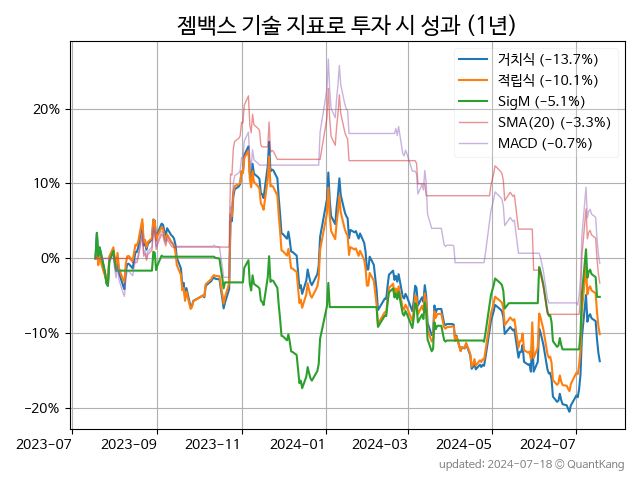 젬백스 기술 지표로 투자 시 성과 (1년)
거치식 (-13.7%)
적립식 (-10.1%)
SigM (-5.1%)
SMA(20) (-3.3%)
MACD (-0.7%)
20%
10%
0%
-10%
-20%
2023-07 2023-09 2023-11 2024-01 2024-03 2024-05 2024-07
updated: 2024-07-18 © QuantKang